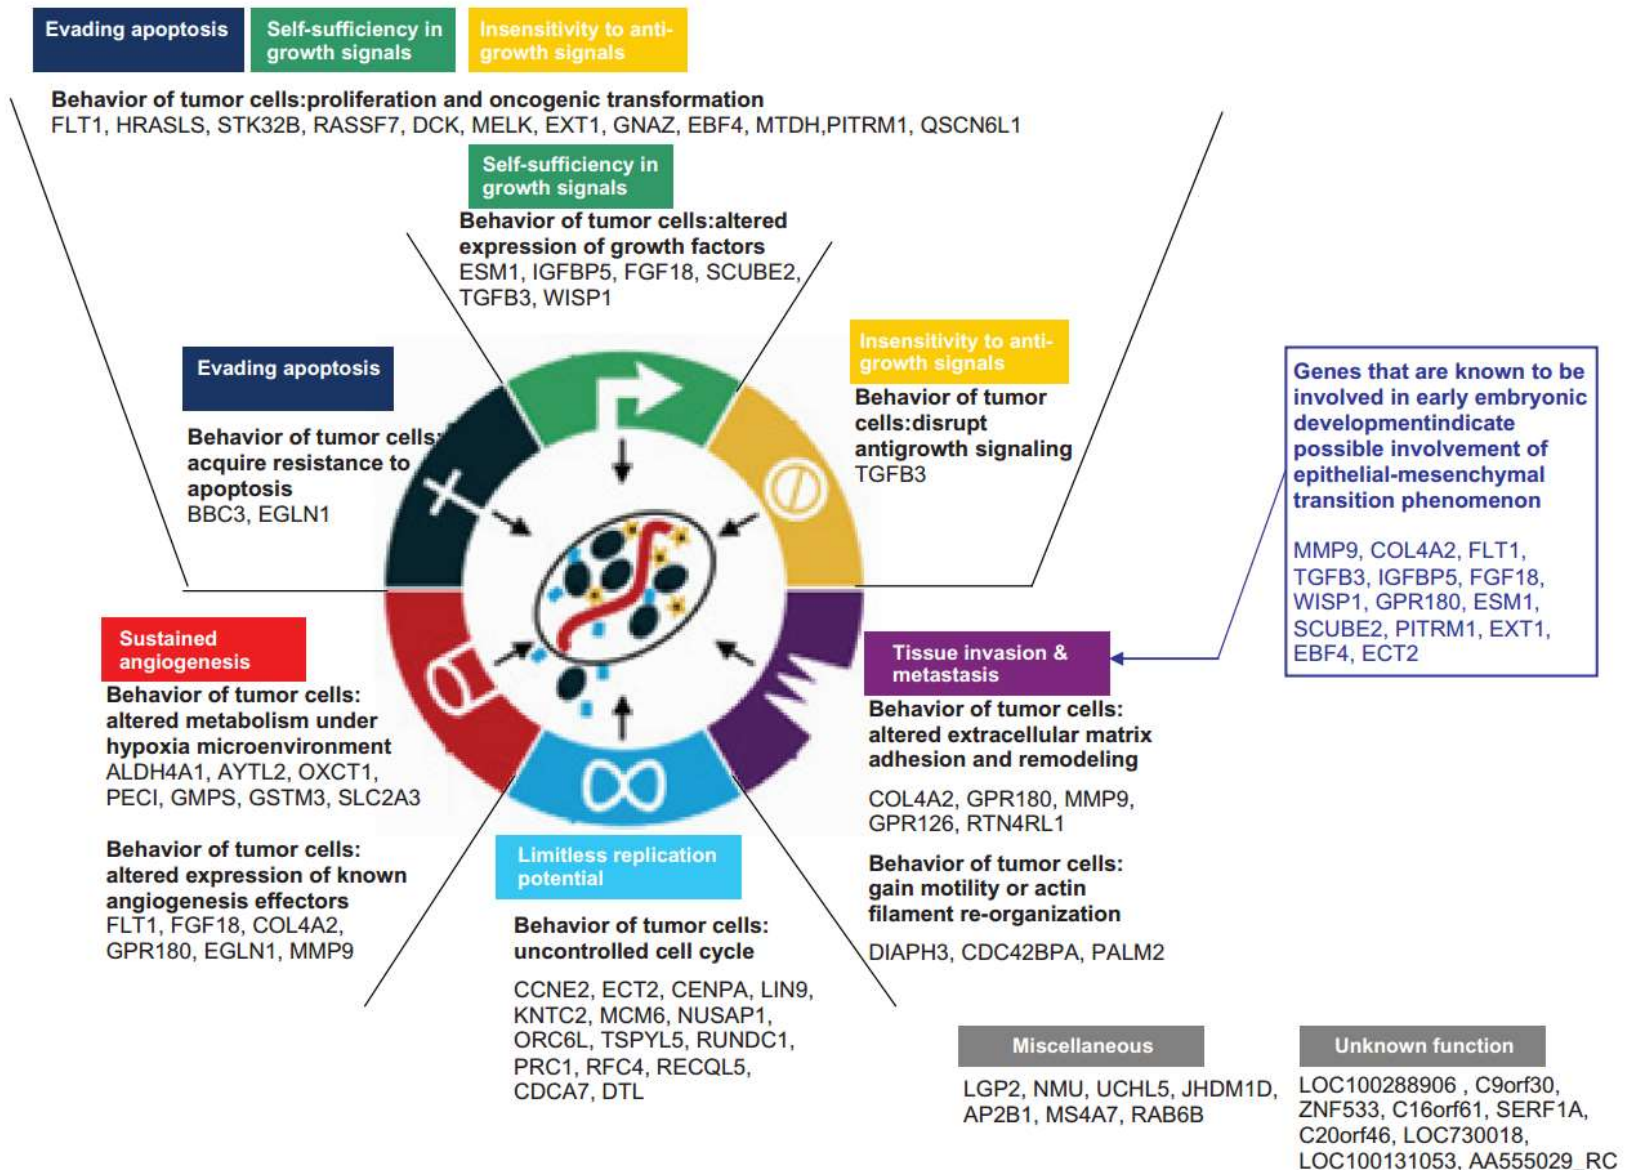 Evading apoptosis
Self-sufficiency in
growth signals
Insensitivity to anti-
growth signals
Behavior of tumor cells:proliferation and oncogenic transformation
FLT1, HRASLS, STK32B, RASSF7, DCK, MELK, EXT1, GNAZ, EBF4, MTDH,PITRM1, QSCN6L1
Self-sufficiency in
growth signals
Behavior of tumor cells:altered
expression of growth factors
ESM1, IGFBP5, FGF18, SCUBE2,
TGFB3, WISP1
Evading apoptosis
Behavior of tumor cells:
acquire resistance to
apoptosis
BBC3, EGLN1
Insensitivity to anti-
growth signals
Behavior of tumor
cells:disrupt
antigrowth signaling
TGFB3
Genes that are known to be
involved in early embryonic
developmentindicate
possible involvement of
epithelial-mesenchymal
transition phenomenon
MMP9, COL4A2, FLT1,
TGFB3, IGFBP5, FGF18,
WISP1, GPR180, ESM1,
SCUBE2, PITRM1, EXT1,
EBF4, ECT2
Sustained
angiogenesis
Behavior of tumor cells:
altered metabolism under
hypoxia microenvironment
ALDH4A1, AYTL2, OXCT1,
PECI, GMPS, GSTM3, SLC2A3
Behavior of tumor cells:
altered expression of known
angiogenesis effectors
FLT1, FGF18, COL4A2,
GPR180, EGLN1, MMP9
Limitless replication
potential
Behavior of tumor cells:
uncontrolled cell cycle
CCNE2, ECT2, CENPA, LIN9,
KNTC2, MCM6, NUSAP1,
ORC6L, TSPYL5, RUNDC1,
PRC1, RFC4, RECQL5,
CDCA7, DTL
Tissue invasion &
metastasis
Behavior of tumor cells:
altered extracellular matrix
adhesion and remodeling
COL4A2, GPR180, MMP9,
GPR126, RTN4RL1
Behavior of tumor cells:
gain motility or actin
filament re-organization
DIAPH3, CDC42BPA, PALM2
Miscellaneous
LGP2, NMU, UCHL5, JHDM1D,
AP2B1, MS4A7, RAB6B
Unknown function
LOC100288906 , C9orf30,
ZNF533, C16orf61, SERF1A,
C20orf46, LOC730018,
LOC100131053, AA555029_RC